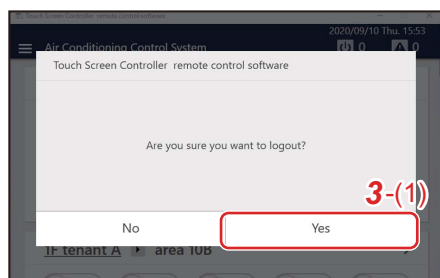 Touch Screen Controller remote control software
2020/09/10 Thu. 15:53
Air Conditioning Control System
0
0
Touch Screen Controller remote control software
Are you sure you want to logout?
3-(1)
No
Yes
1F tenant A
area 10B